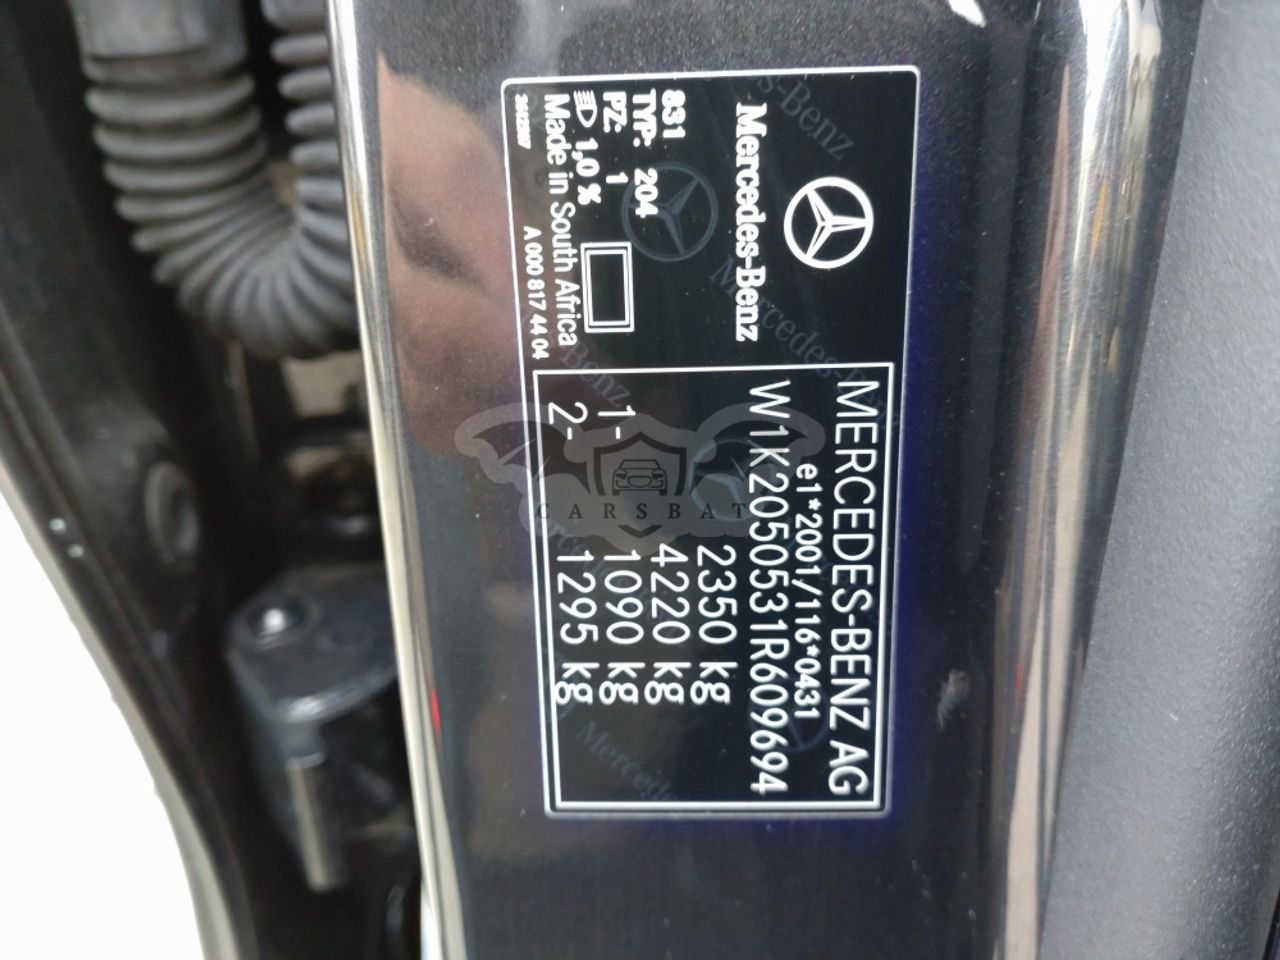 Mercedes-Benz
831
TYP: 204
PZ: 1
1,0 %
Made in South Africa
A 000 817 44 04
MERCEDES-BENZ AG
e1*2001/116*0431
W1K2050531R609694
2350 kg
4220 kg
1- 1090 kg
2- 1295 kg
CARSBAT